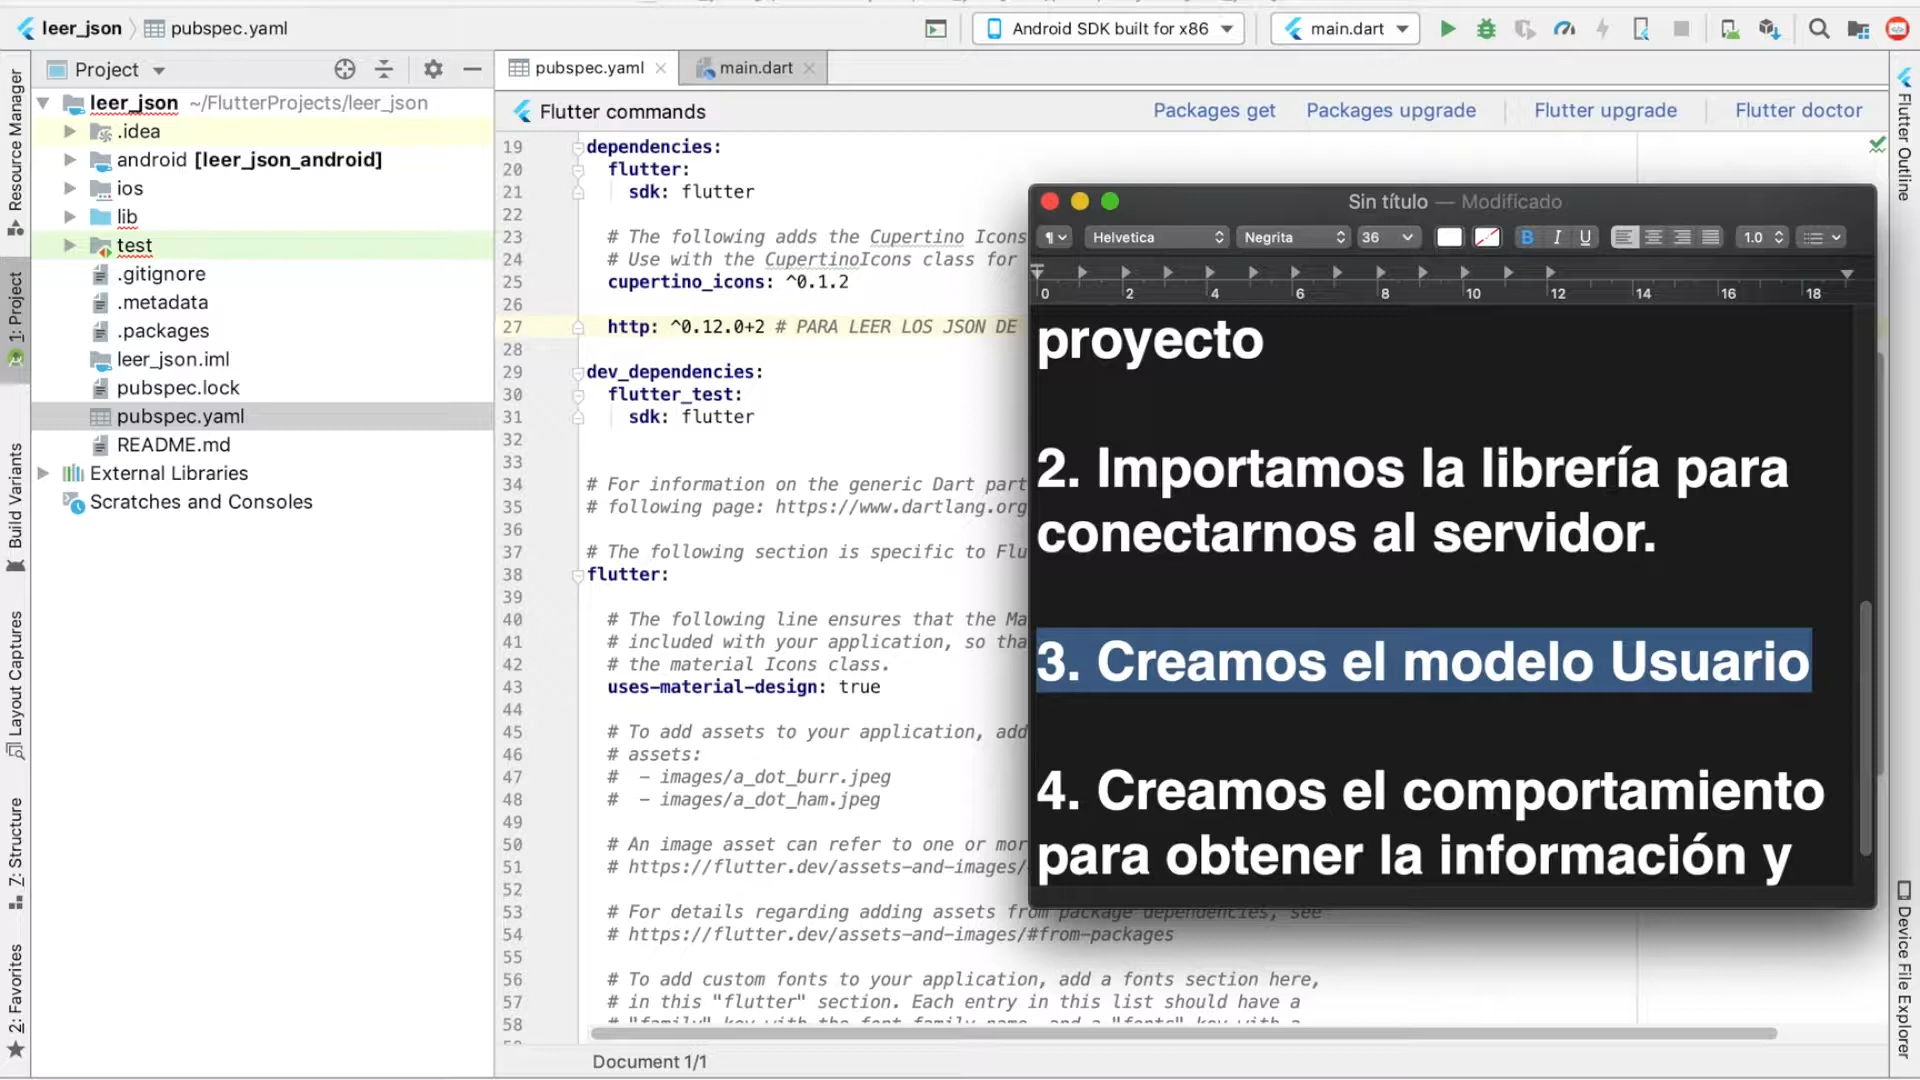 leer_json
pubspec.yaml
Android SDK built for x86
main.dart
Project
pubspec.yaml
main.dart
leer_json ~/FlutterProjects/leer_json
.idea
android [leer_json_android]
ios
lib
test
.gitignore
.metadata
.packages
leer_json.iml
pubspec.lock
pubspec.yaml
README.md
External Libraries
Scratches and Consoles
Resource Manager
1: Project
Build Variants
Layout Captures
7: Structure
2: Favorites
Flutter commands
Packages get
Packages upgrade
Flutter upgrade
Flutter doctor
19 dependencies:
20 flutter:
21 sdk: flutter
22
23 # The following adds the Cupertino Icons
24 # Use with the CupertinoIcons class for
25 cupertino_icons: ^0.1.2
26
27 http: ^0.12.0+2 # PARA LEER LOS JSON DE
28
29 dev_dependencies:
30 flutter_test:
31 sdk: flutter
32
33
34 # For information on the generic Dart part
35 # following page: https://www.dartlang.org
36
37 # The following section is specific to Flu
38 flutter:
39
40 # The following line ensures that the Ma
41 # included with your application, so tha
42 # the material Icons class.
43 uses-material-design: true
44
45 # To add assets to your application, add
46 # assets:
47 # - images/a_dot_burr.jpeg
48 # - images/a_dot_ham.jpeg
49
50 # An image asset can refer to one or mor
51 # https://flutter.dev/assets-and-images/
52
53 # For details regarding adding assets from package dependencies, see
54 # https://flutter.dev/assets-and-images/#from-packages
55
56 # To add custom fonts to your application, add a fonts section here,
57 # in this "flutter" section. Each entry in this list should have a
58 # "family" key with the font family name, and a "fonts" key with a
Document 1/1
Sin título — Modificado
Helvetica
Negrita
36
B I U
1.0
0 2 4 6 8 10 12 14 16 18
proyecto
2. Importamos la librería para
conectarnos al servidor.
3. Creamos el modelo Usuario
4. Creamos el comportamiento
para obtener la información y
Flutter Outline
Device File Explorer